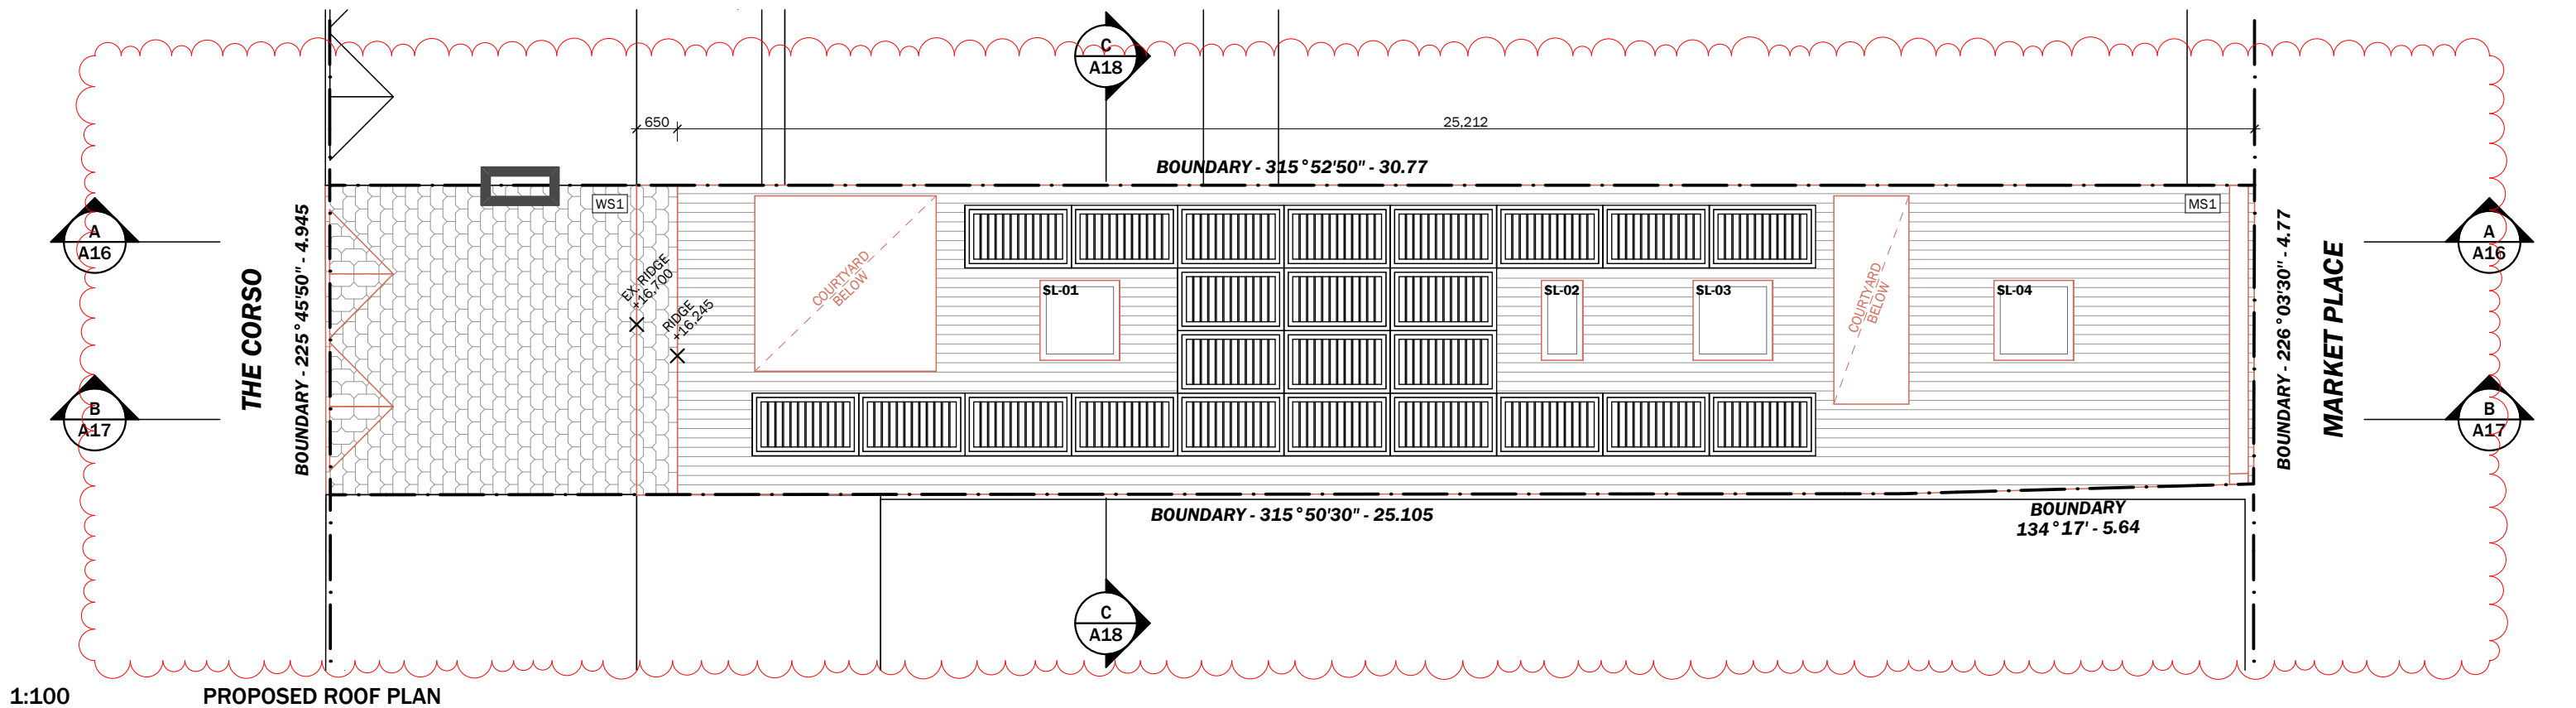 C
A18
650
25,212
BOUNDARY - 315°52'50" - 30.77
WS1
MS1
A
A16
A
A16
THE CORSO
BOUNDARY - 225°45'50" - 4.945
EX. RIDGE
+16,700
RIDGE
+16,245
COURTYARD
BELOW
SL-01
SL-02
SL-03
COURTYARD
BELOW
SL-04
BOUNDARY - 226°03'30" - 4.77
MARKET PLACE
B
A17
B
A17
BOUNDARY - 315°50'30" - 25.105
BOUNDARY
134°17' - 5.64
C
A18
1:100
PROPOSED ROOF PLAN